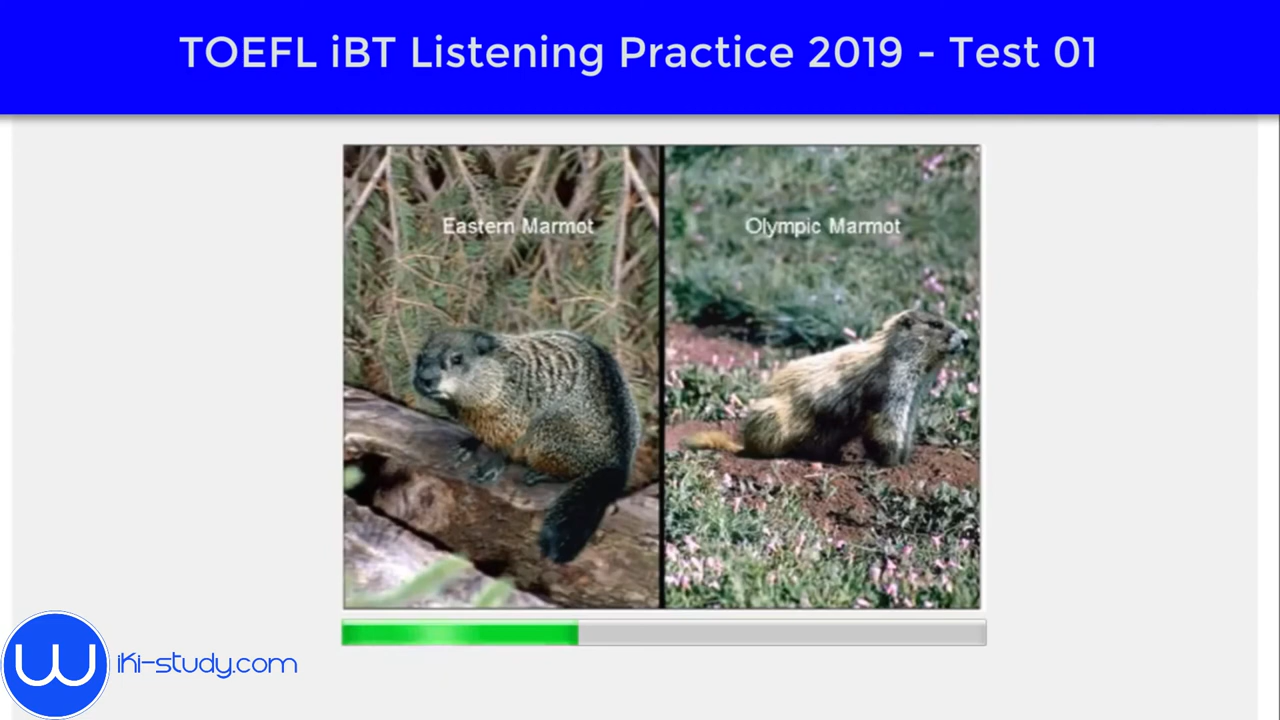 TOEFL iBT Listening Practice 2019 - Test 01
Eastern Marmot
Olympic Marmot
W
iki-study.com